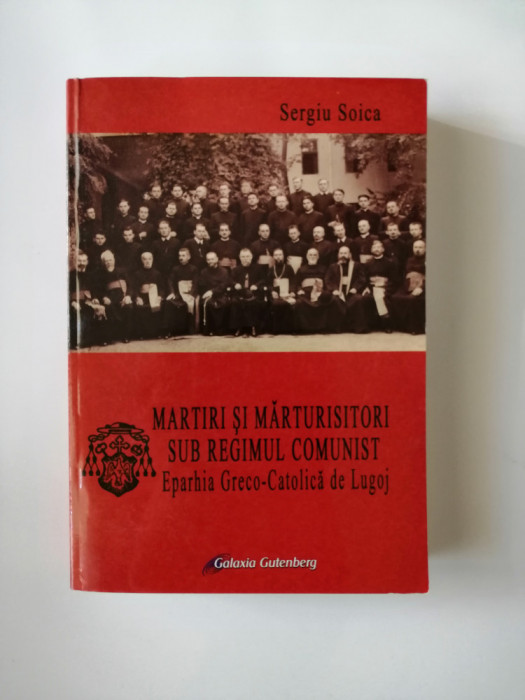 Sergiu Soica
MARTIRI ȘI MĂRTURISITORI
SUB REGIMUL COMUNIST
Eparhia Greco-Catolică de Lugoj
Galaxia Gutenberg